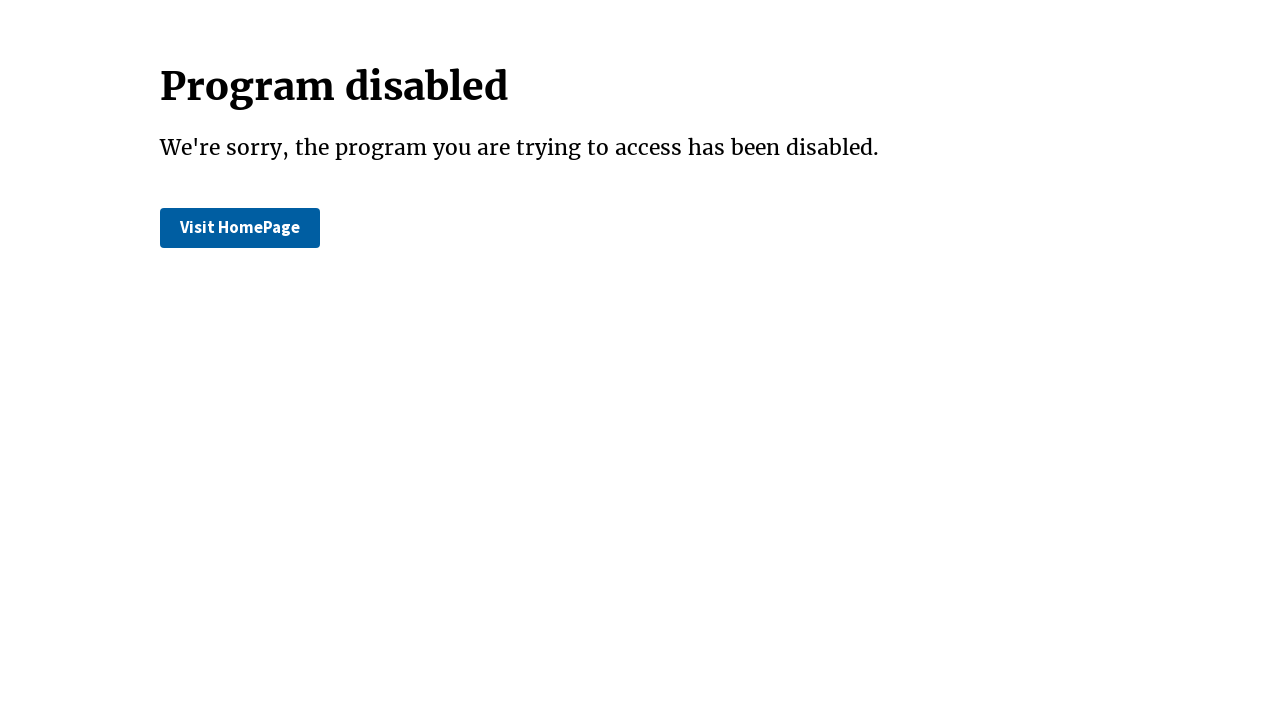 Program disabled
We're sorry, the program you are trying to access has been disabled.
Visit HomePage